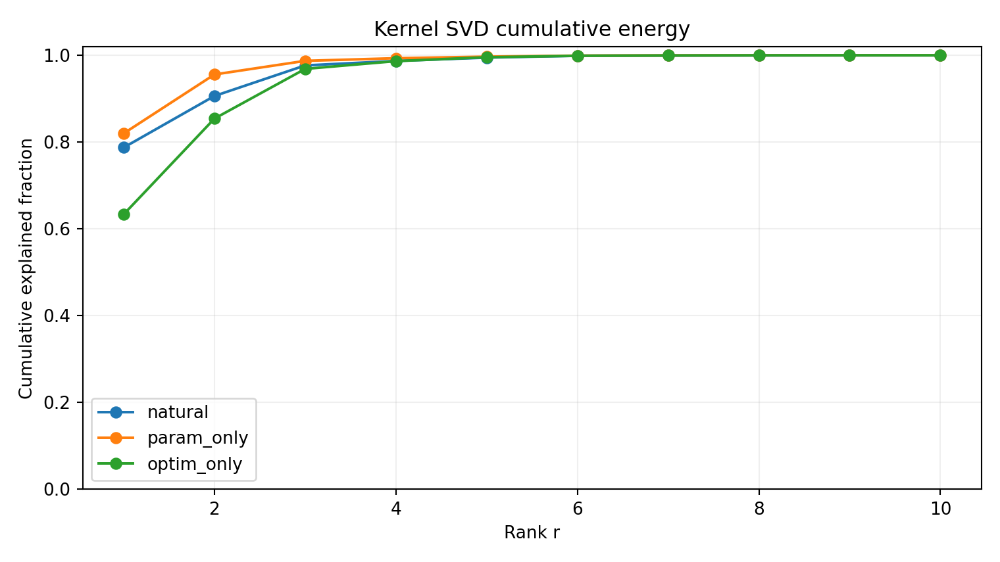 Kernel SVD cumulative energy
Cumulative explained fraction
1.0
0.8
0.6
0.4
0.2
0.0
natural
param_only
optim_only
2 4 6 8 10
Rank r